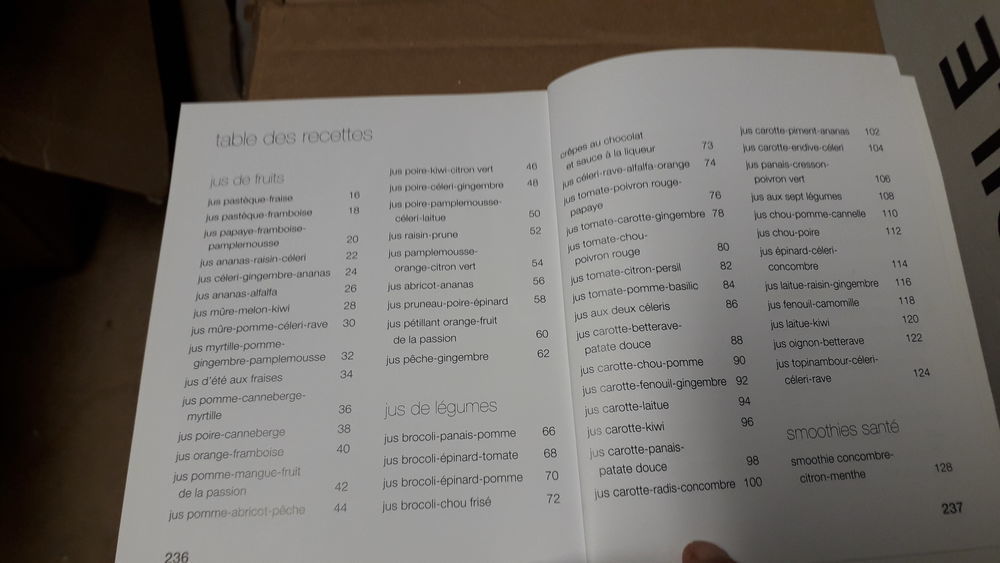 table des recettes
jus de fruits
jus pastèque-fraise 16
jus pastèque-framboise 18
jus papaye-framboise-
pamplemousse 20
jus ananas-raisin-céleri 22
jus céleri-gingembre-ananas 24
jus ananas-alfalfa 26
jus mûre-melon-kiwi 28
jus mûre-pomme-céleri-rave 30
jus myrtille-pomme-
gingembre-pamplemousse 32
jus d'été aux fraises 34
jus pomme-canneberge-
myrtille 36
jus poire-canneberge 38
jus orange-framboise 40
jus pomme-mangue-fruit
de la passion 42
jus pomme-abricot-pêche 44
236
jus poire-kiwi-citron vert 46
jus poire-céleri-gingembre 48
jus poire-pamplemousse-
céleri-laitue 50
jus raisin-prune 52
jus pamplemousse-
orange-citron vert 54
jus abricot-ananas 56
jus pruneau-poire-épinard 58
jus pétillant orange-fruit
de la passion 60
jus pêche-gingembre 62
jus de légumes
jus brocoli-panais-pomme 66
jus brocoli-épinard-tomate 68
jus brocoli-épinard-pomme 70
jus brocoli-chou frisé 72
crêpes au chocolat
et sauce à la liqueur 73
jus céleri-rave-alfalfa-orange 74
jus tomate-poivron rouge-
papaye 76
jus tomate-carotte-gingembre 78
jus tomate-chou-
poivron rouge 80
jus tomate-citron-persil 82
jus tomate-pomme-basilic 84
jus aux deux céleris 86
jus carotte-betterave-
patate douce 88
jus carotte-chou-pomme 90
jus carotte-fenouil-gingembre 92
jus carotte-laitue 94
jus carotte-kiwi 96
jus carotte-panais-
patate douce 98
jus carotte-radis-concombre 100
jus carotte-piment-ananas 102
jus carotte-endive-céleri 104
jus panais-cresson-
poivron vert 106
jus aux sept légumes 108
jus chou-pomme-cannelle 110
jus chou-poire 112
jus épinard-céleri-
concombre 114
jus laitue-raisin-gingembre 116
jus fenouil-camomille 118
jus laitue-kiwi 120
jus oignon-betterave 122
jus topinambour-céleri-
céleri-rave 124
smoothies santé
smoothie concombre-
citron-menthe 128
237